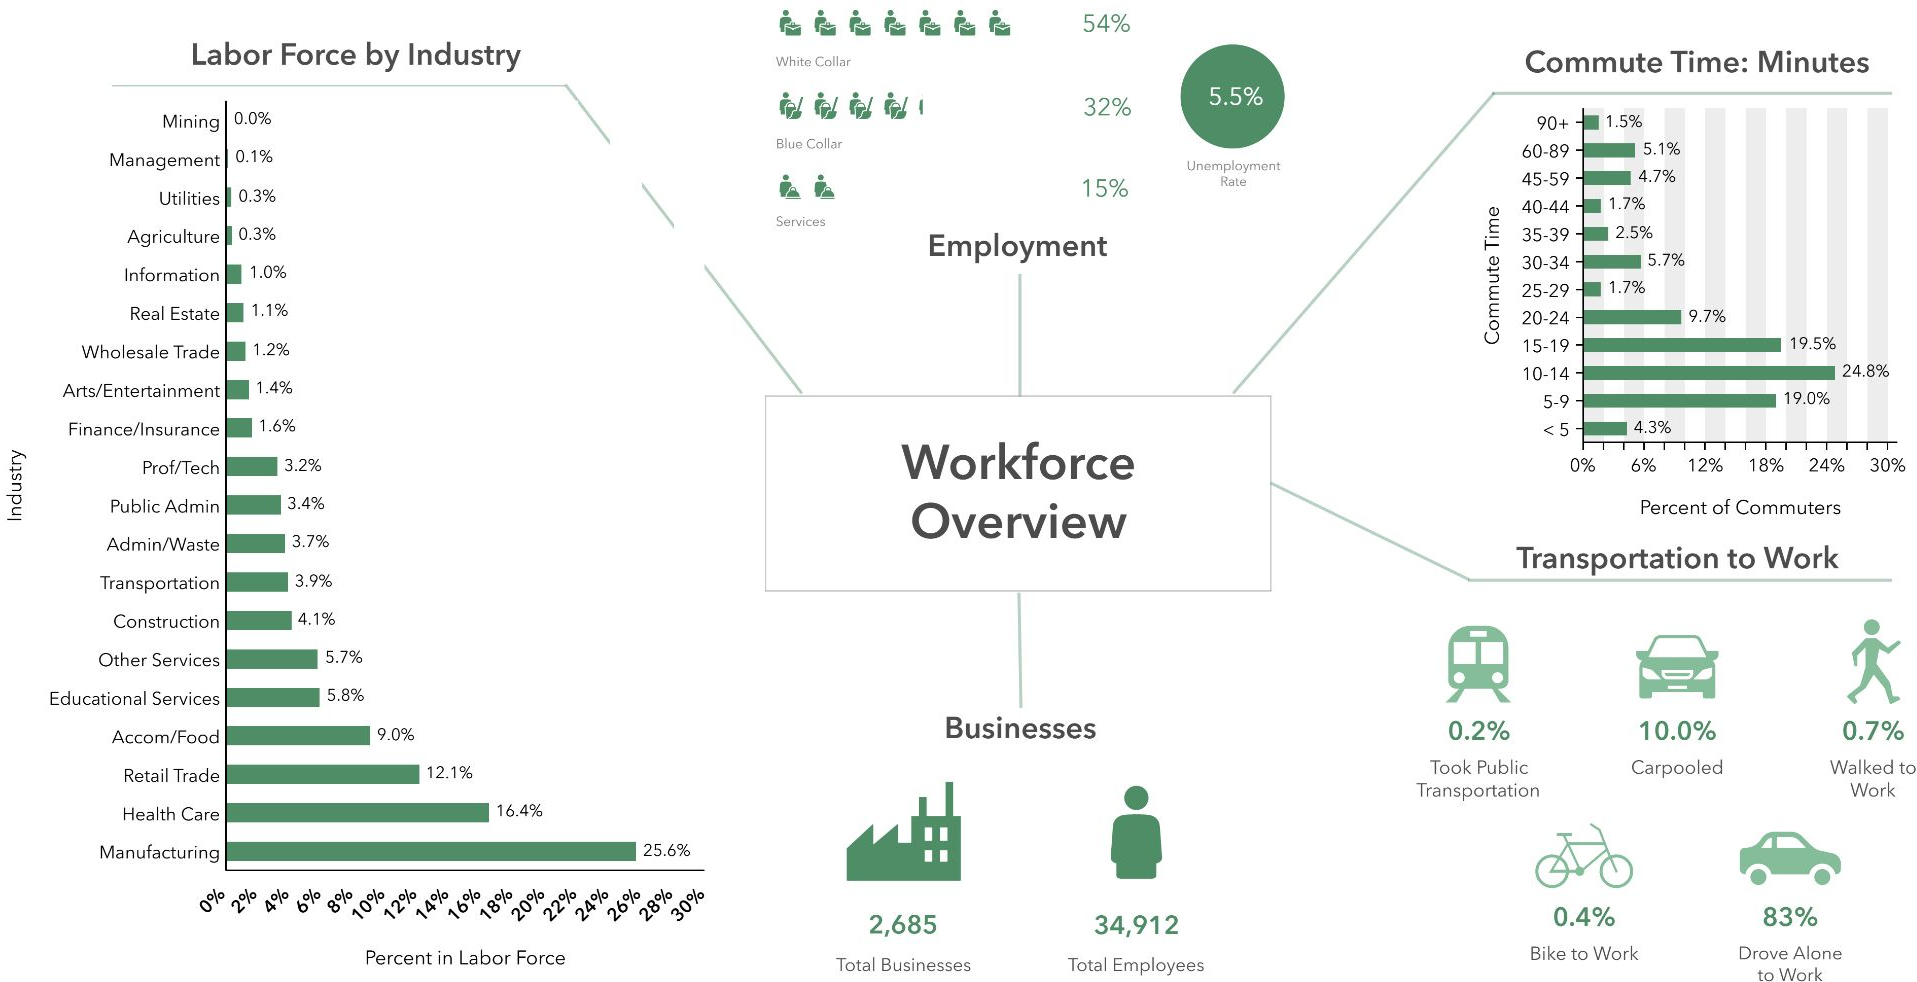 Labor Force by Industry
Industry
Mining 0.0%
Management 0.1%
Utilities 0.3%
Agriculture 0.3%
Information 1.0%
Real Estate 1.1%
Wholesale Trade 1.2%
Arts/Entertainment 1.4%
Finance/Insurance 1.6%
Prof/Tech 3.2%
Public Admin 3.4%
Admin/Waste 3.7%
Transportation 3.9%
Construction 4.1%
Other Services 5.7%
Educational Services 5.8%
Accom/Food 9.0%
Retail Trade 12.1%
Health Care 16.4%
Manufacturing 25.6%
0% 2% 4% 6% 8% 10% 12% 14% 16% 18% 20% 22% 24% 26% 28% 30%
Percent in Labor Force
54%
White Collar
32%
Blue Collar
15%
Services
5.5%
Unemployment
Rate
Employment
Workforce
Overview
Businesses
2,685
Total Businesses
34,912
Total Employees
Commute Time: Minutes
Commute Time
90+ 1.5%
60-89 5.1%
45-59 4.7%
40-44 1.7%
35-39 2.5%
30-34 5.7%
25-29 1.7%
20-24 9.7%
15-19 19.5%
10-14 24.8%
5-9 19.0%
< 5 4.3%
0% 6% 12% 18% 24% 30%
Percent of Commuters
Transportation to Work
0.2%
Took Public
Transportation
10.0%
Carpooled
0.7%
Walked to
Work
0.4%
Bike to Work
83%
Drove Alone
to Work